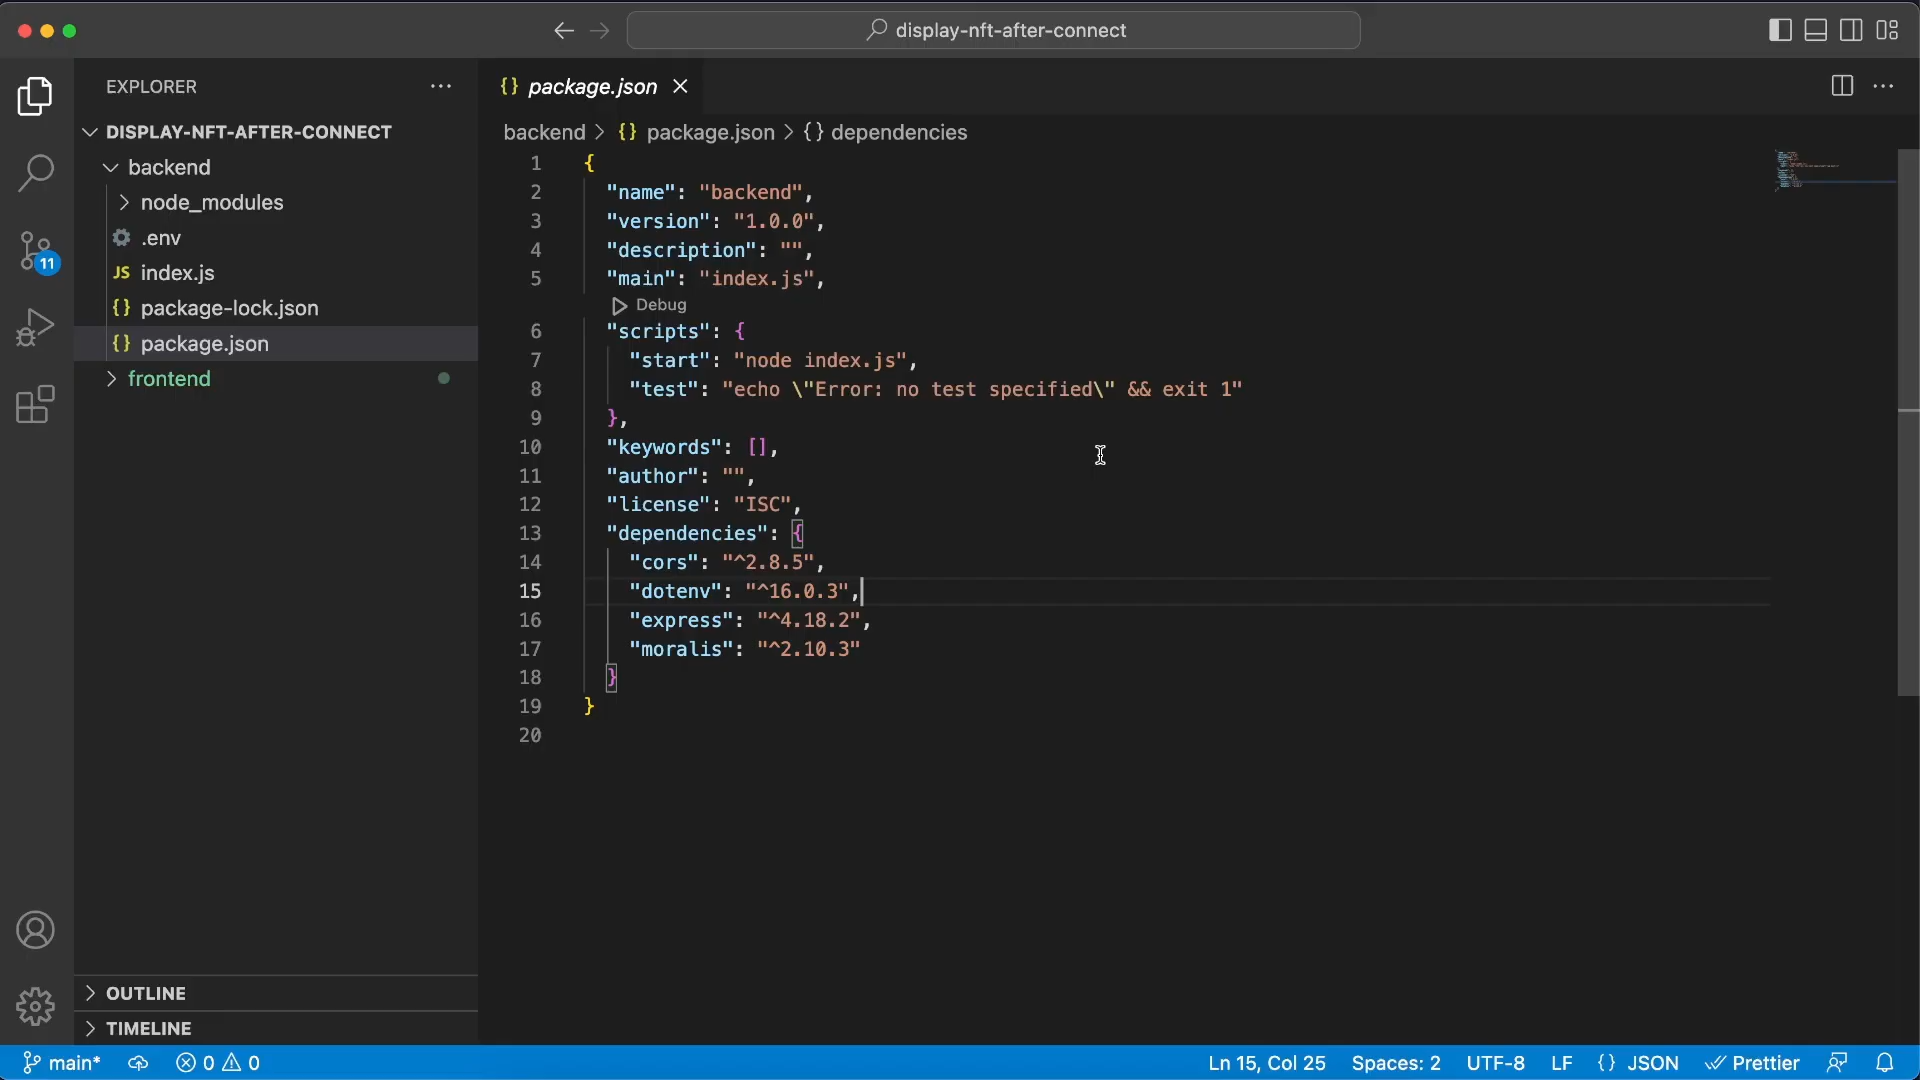 display-nft-after-connect
EXPLORER
DISPLAY-NFT-AFTER-CONNECT
backend
node_modules
.env
JS index.js
{} package-lock.json
{} package.json
frontend
11
OUTLINE
TIMELINE
{} package.json
backend > {} package.json > {} dependencies
1 {
2 "name": "backend",
3 "version": "1.0.0",
4 "description": "",
5 "main": "index.js",
Debug
6 "scripts": {
7 "start": "node index.js",
8 "test": "echo \"Error: no test specified\" && exit 1"
9 },
10 "keywords": [],
11 "author": "",
12 "license": "ISC",
13 "dependencies": {
14 "cors": "^2.8.5",
15 "dotenv": "^16.0.3",
16 "express": "^4.18.2",
17 "moralis": "^2.10.3"
18 }
19 }
20
main* 0 0 Ln 15, Col 25 Spaces: 2 UTF-8 LF {} JSON Prettier